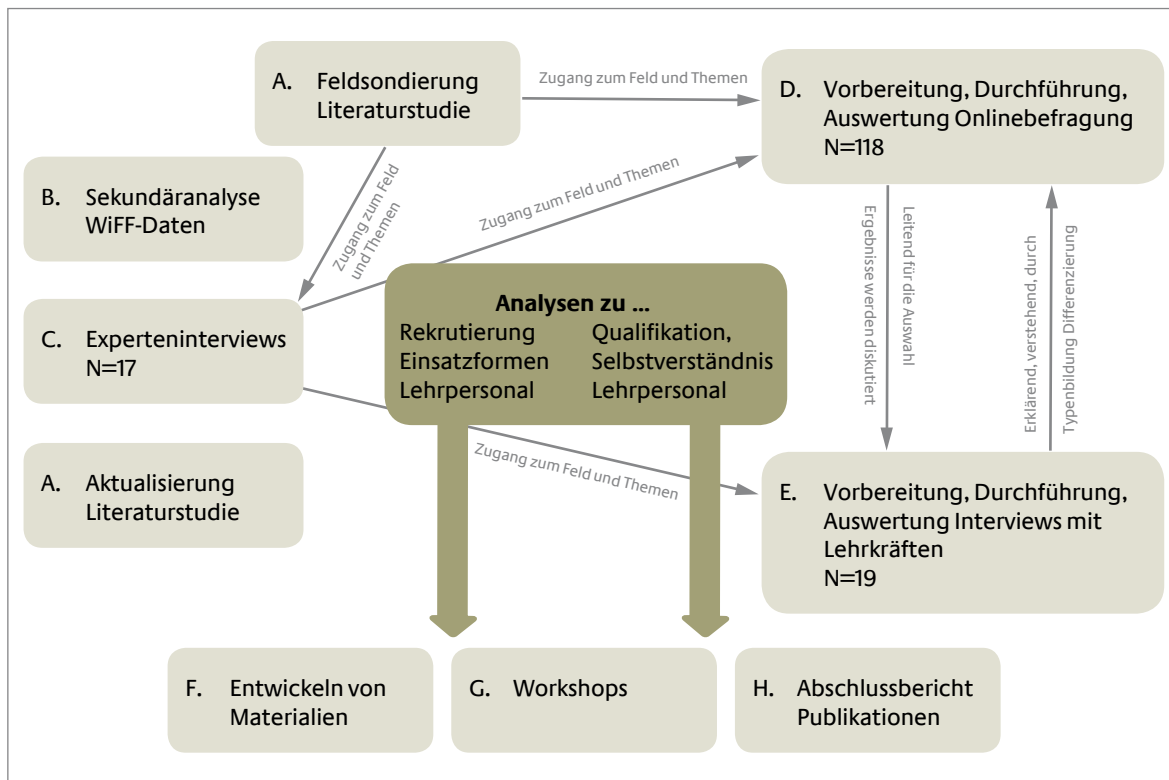 A. Feldsondierung
Literaturstudie
Zugang zum Feld und Themen
D. Vorbereitung, Durchführung,
Auswertung Onlinebefragung
N=118
B. Sekundäranalyse
WiFF-Daten
Zugang zum Feld
und Themen
Zugang zum Feld und Themen
C. Experteninterviews
N=17
Analysen zu ...
Rekrutierung
Einsatzformen
Lehrpersonal
Qualifikation,
Selbstverständnis
Lehrpersonal
Leitend für die Auswahl
Ergebnisse werden diskutiert
Erklärend, verstehend, durch
Typenbildung Differenzierung
Zugang zum Feld und Themen
A. Aktualisierung
Literaturstudie
E. Vorbereitung, Durchführung,
Auswertung Interviews mit
Lehrkräften
N=19
F. Entwickeln von
Materialien
G. Workshops
H. Abschlussbericht
Publikationen